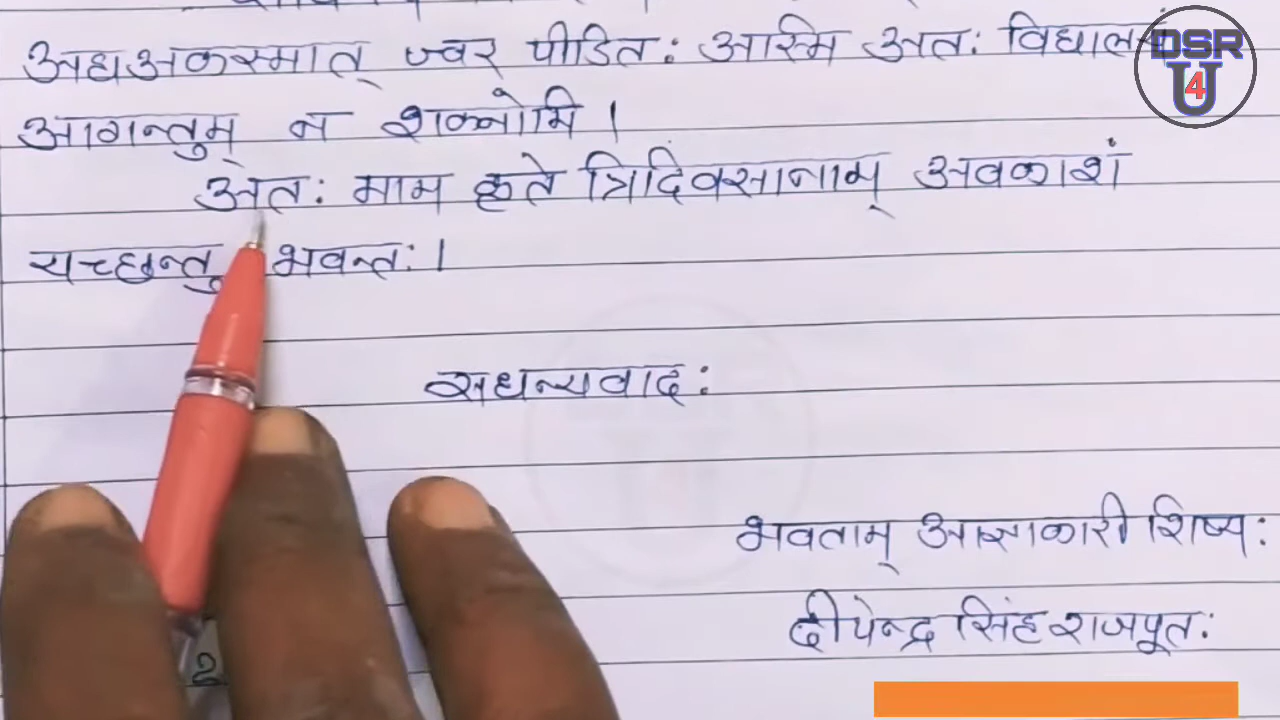 अद्यअकस्मात् ज्वर पीडित: अस्मि अत: विद्यालयं
आगन्तुम् न शक्नोमि ।
अत: माम कृते त्रिदिवसानाम् अवकाशं
यच्छन्तु भवन्त: ।
सधन्यवाद:
भवताम् आज्ञाकारी शिष्य:
दीपेन्द्र सिंह राजपूत:
DSR
U
4